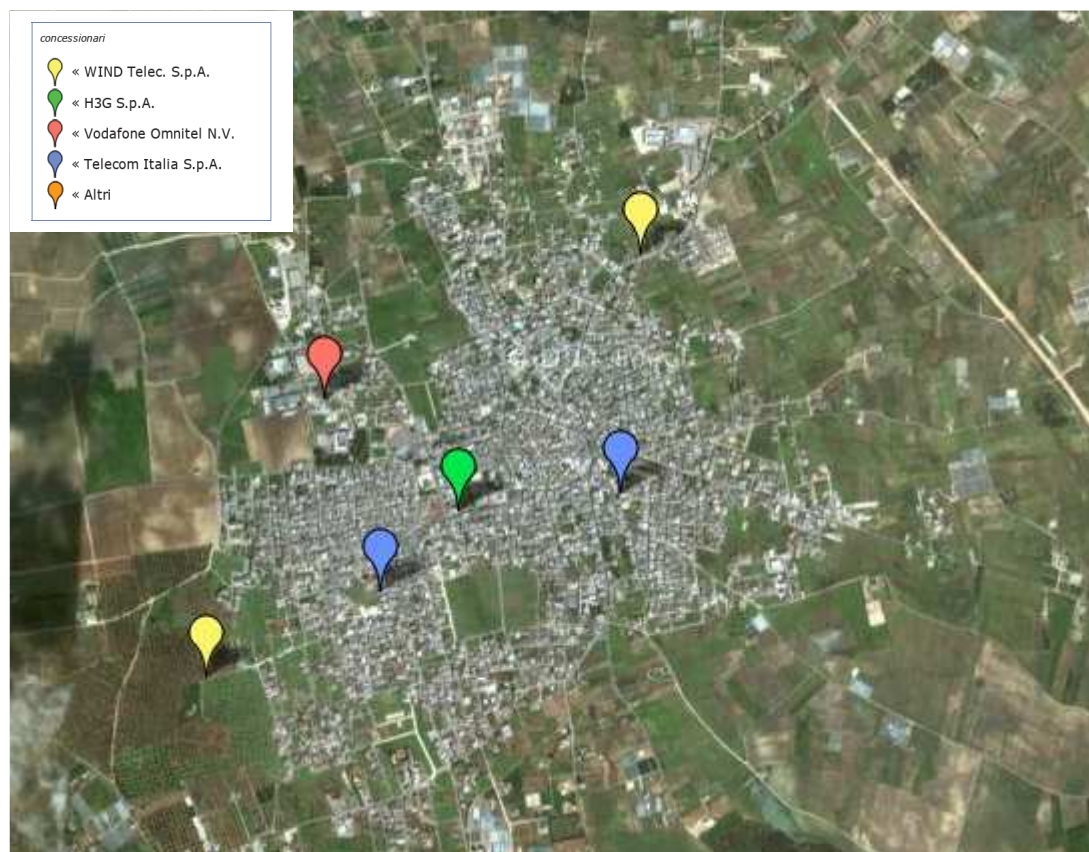 concessionari
« WIND Telec. S.p.A.
« H3G S.p.A.
« Vodafone Omnitel N.V.
« Telecom Italia S.p.A.
« Altri